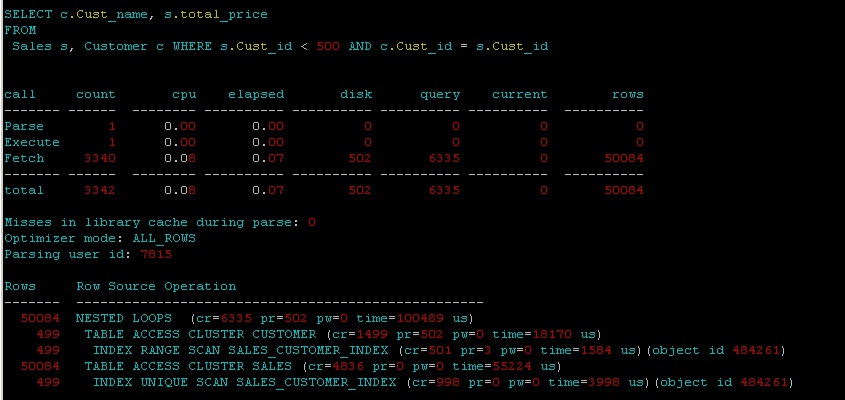 SELECT c.Cust_name, s.total_price
FROM
 Sales s, Customer c WHERE s.Cust_id < 500 AND c.Cust_id = s.Cust_id
call     count       cpu    elapsed       disk      query    current        rows
------- ------  -------- ---------- ---------- ---------- ----------  ----------
Parse        1      0.00       0.00          0          0          0           0
Execute      1      0.00       0.00          0          0          0           0
Fetch     3340      0.08       0.07        502       6335          0       50084
------- ------  -------- ---------- ---------- ---------- ----------  ----------
total     3342      0.08       0.07        502       6335          0       50084
Misses in library cache during parse: 0
Optimizer mode: ALL_ROWS
Parsing user id: 7815
Rows     Row Source Operation
-------  ---------------------------------------------------
  50084  NESTED LOOPS  (cr=6335 pr=502 pw=0 time=100489 us)
    499   TABLE ACCESS CLUSTER CUSTOMER (cr=1499 pr=502 pw=0 time=18170 us)
    499    INDEX RANGE SCAN SALES_CUSTOMER_INDEX (cr=501 pr=3 pw=0 time=1584 us)(object id 484261)
  50084   TABLE ACCESS CLUSTER SALES (cr=4836 pr=0 pw=0 time=55224 us)
    499    INDEX UNIQUE SCAN SALES_CUSTOMER_INDEX (cr=998 pr=0 pw=0 time=3998 us)(object id 484261)